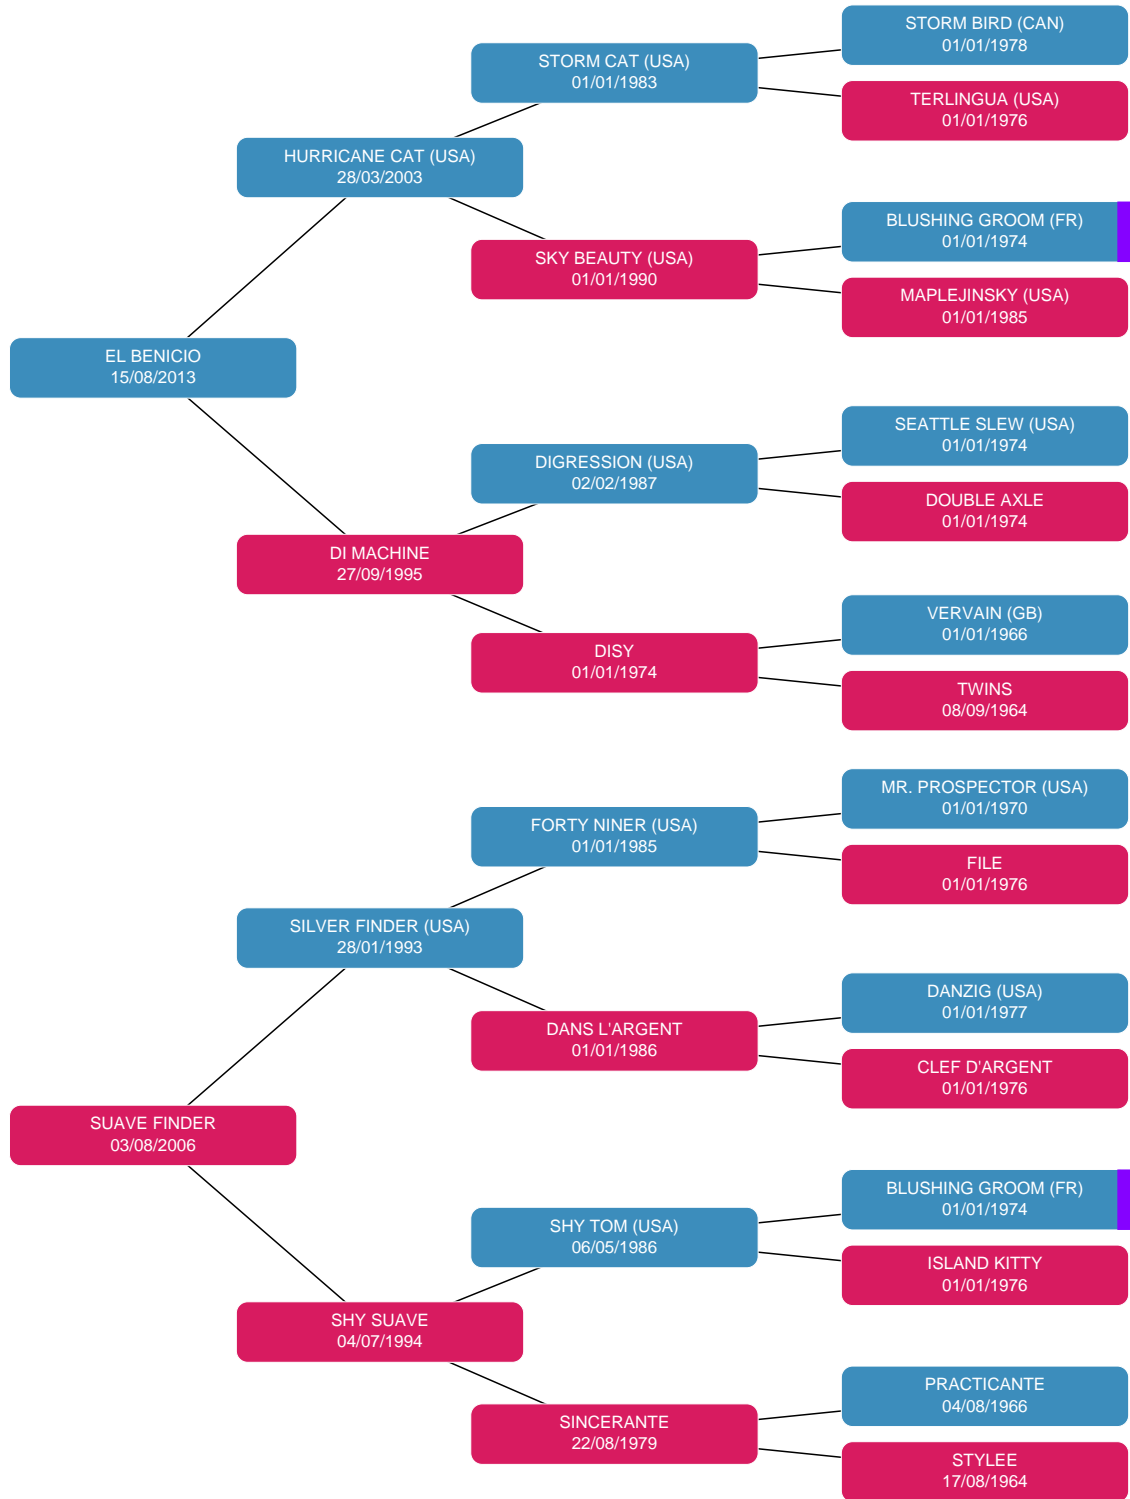 STORM BIRD (CAN)
01/01/1978
STORM CAT (USA)
01/01/1983
TERLINGUA (USA)
01/01/1976
HURRICANE CAT (USA)
28/03/2003
BLUSHING GROOM (FR)
01/01/1974
SKY BEAUTY (USA)
01/01/1990
MAPLEJINSKY (USA)
01/01/1985
EL BENICIO
15/08/2013
SEATTLE SLEW (USA)
01/01/1974
DIGRESSION (USA)
02/02/1987
DOUBLE AXLE
01/01/1974
DI MACHINE
27/09/1995
VERVAIN (GB)
01/01/1966
DISY
01/01/1974
TWINS
08/09/1964
MR. PROSPECTOR (USA)
01/01/1970
FORTY NINER (USA)
01/01/1985
FILE
01/01/1976
SILVER FINDER (USA)
28/01/1993
DANZIG (USA)
01/01/1977
DANS L'ARGENT
01/01/1986
CLEF D'ARGENT
01/01/1976
SUAVE FINDER
03/08/2006
BLUSHING GROOM (FR)
01/01/1974
SHY TOM (USA)
06/05/1986
ISLAND KITTY
01/01/1976
SHY SUAVE
04/07/1994
PRACTICANTE
04/08/1966
SINCERANTE
22/08/1979
STYLEE
17/08/1964